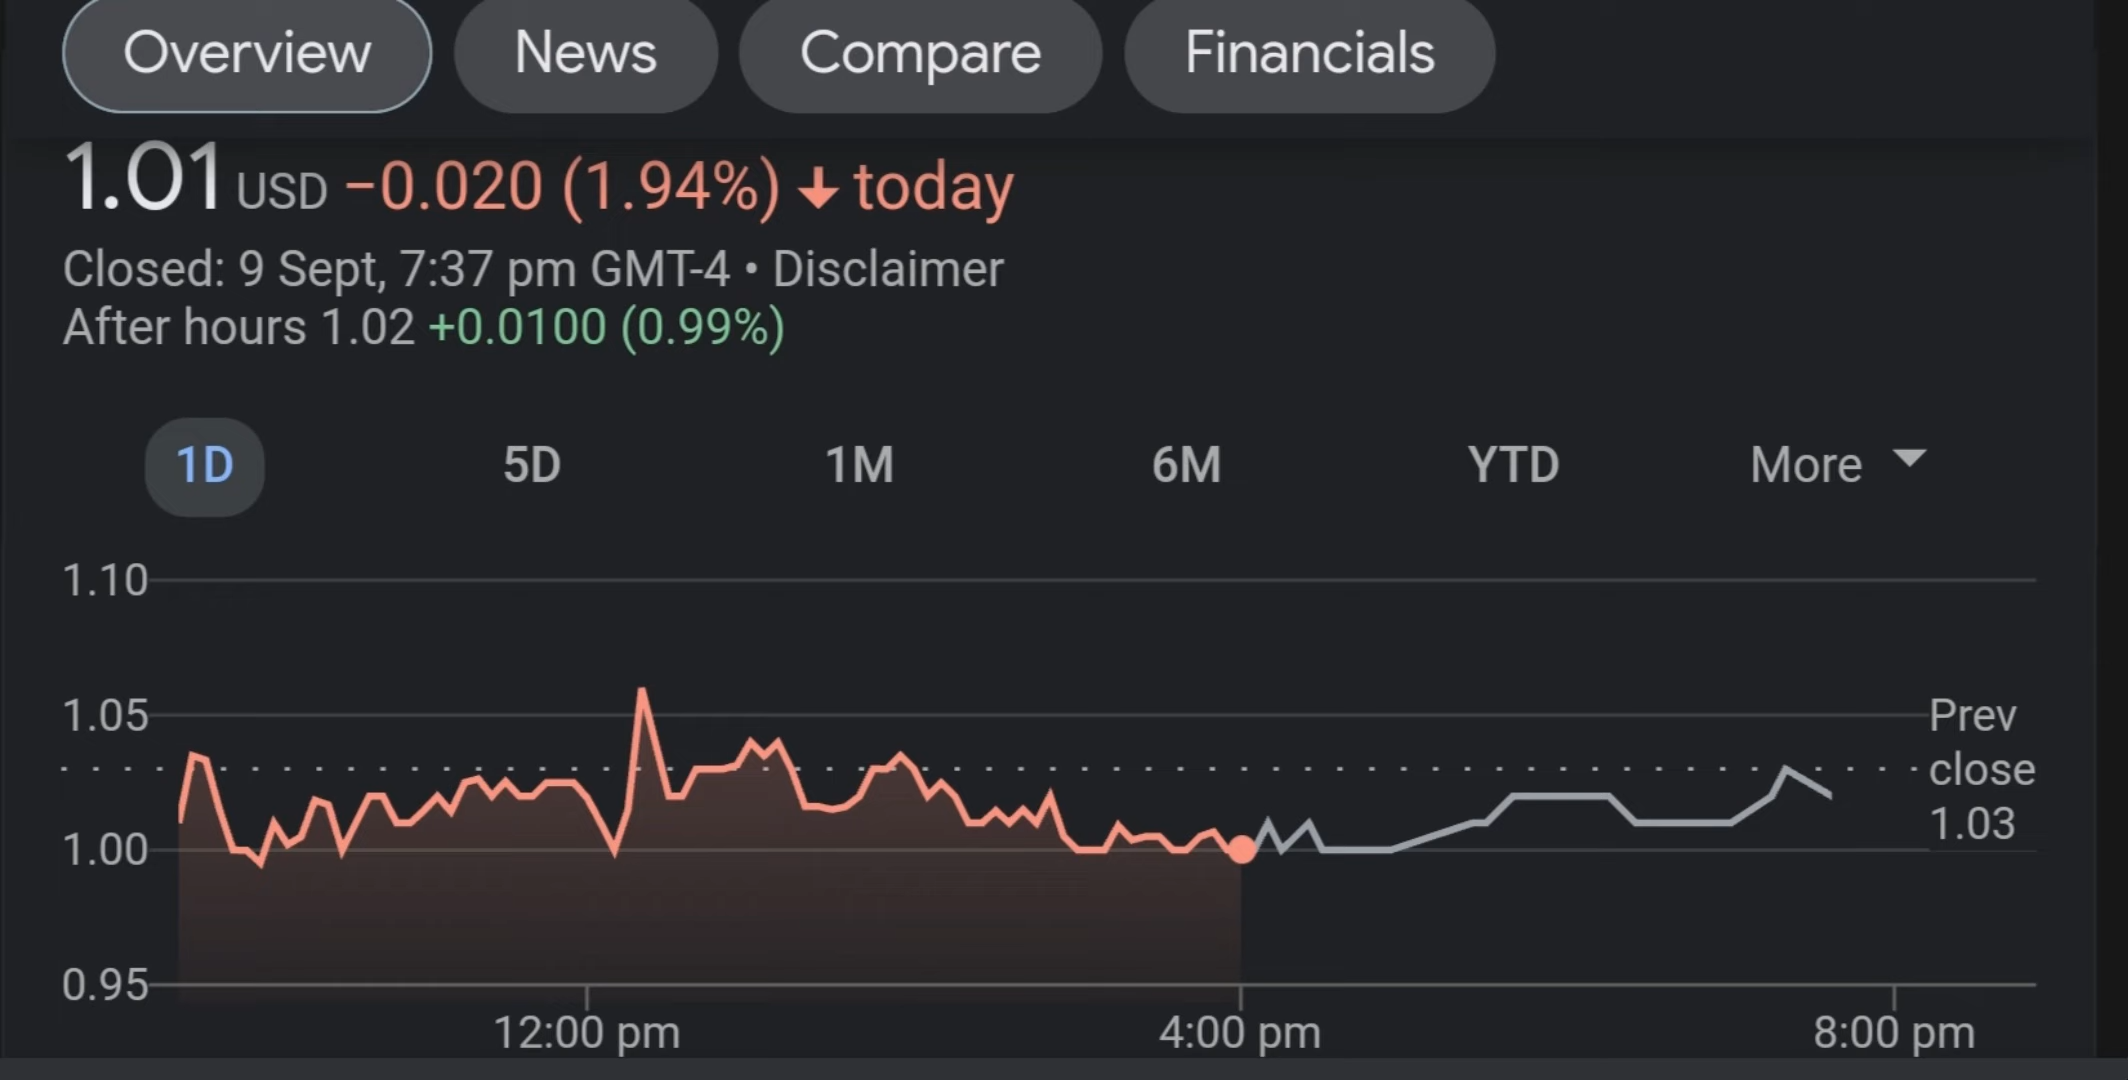 Overview News Compare Financials
1.01 USD −0.020 (1.94%) ↓ today
Closed: 9 Sept, 7:37 pm GMT-4 • Disclaimer
After hours 1.02 +0.0100 (0.99%)
1D 5D 1M 6M YTD More
1.10
1.05
1.00
0.95
Prev
close
1.03
12:00 pm 4:00 pm 8:00 pm